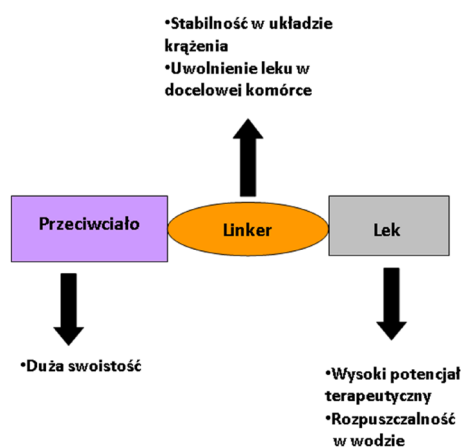 •Stabilność w układzie
krążenia
•Uwolnienie leku w
docelowej komórce
Przeciwciało
Linker
Lek
•Duża swoistość
•Wysoki potencjał
terapeutyczny
•Rozpuszczalność
w wodzie